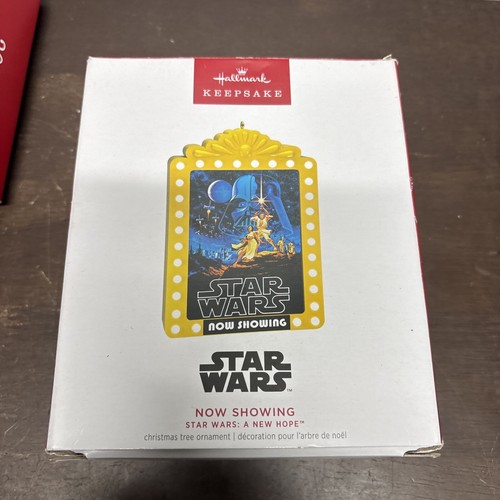 Hallmark
KEEPSAKE
STAR
WARS
NOW SHOWING
STAR
WARS™
NOW SHOWING
STAR WARS: A NEW HOPE™
christmas tree ornament | décoration pour l'arbre de noël